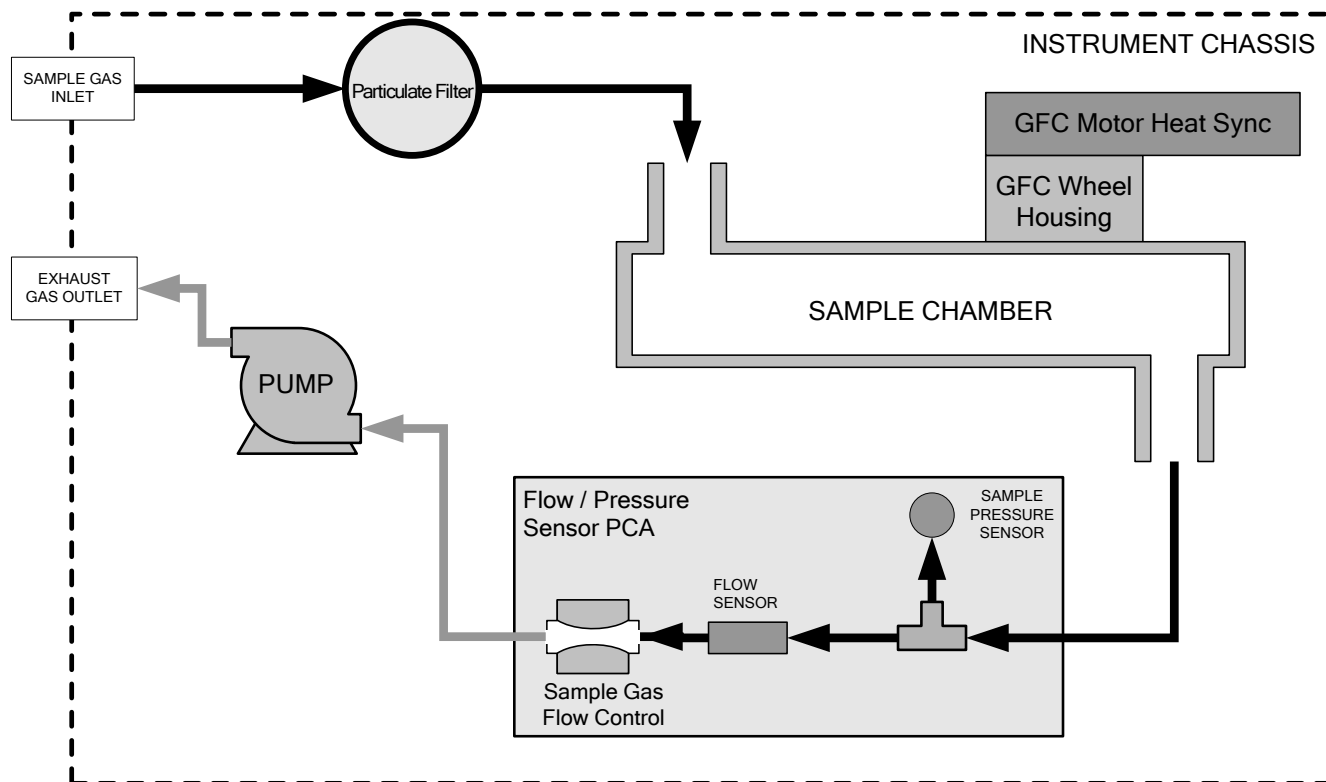 INSTRUMENT CHASSIS
SAMPLE GAS
INLET
Particulate Filter
GFC Motor Heat Sync
GFC Wheel
Housing
EXHAUST
GAS OUTLET
SAMPLE CHAMBER
PUMP
Flow / Pressure
Sensor PCA
SAMPLE
PRESSURE
SENSOR
FLOW
SENSOR
Sample Gas
Flow Control